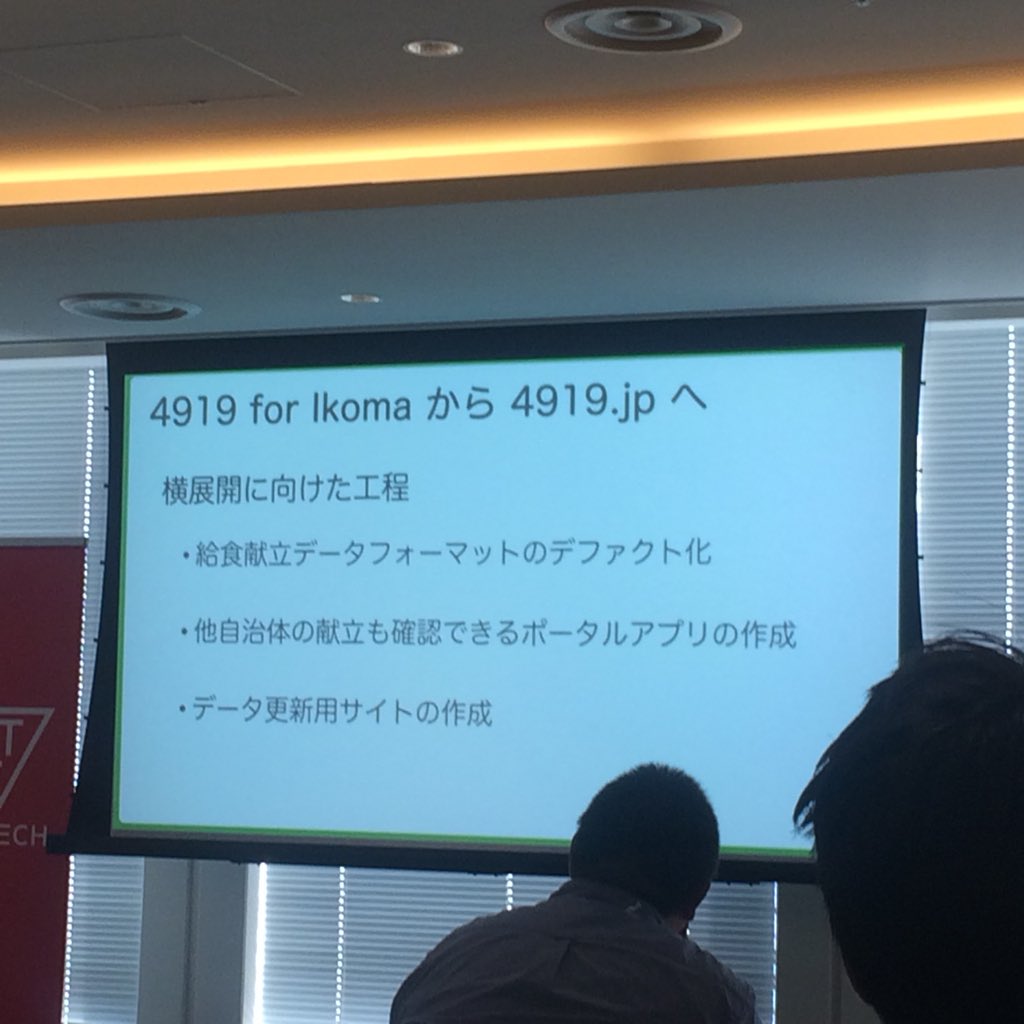 4919 for Ikoma から 4919.jp へ
横展開に向けた工程
・給食献立データフォーマットのデファクト化
・他自治体の献立も確認できるポータルアプリの作成
・データ更新用サイトの作成
T
ECH